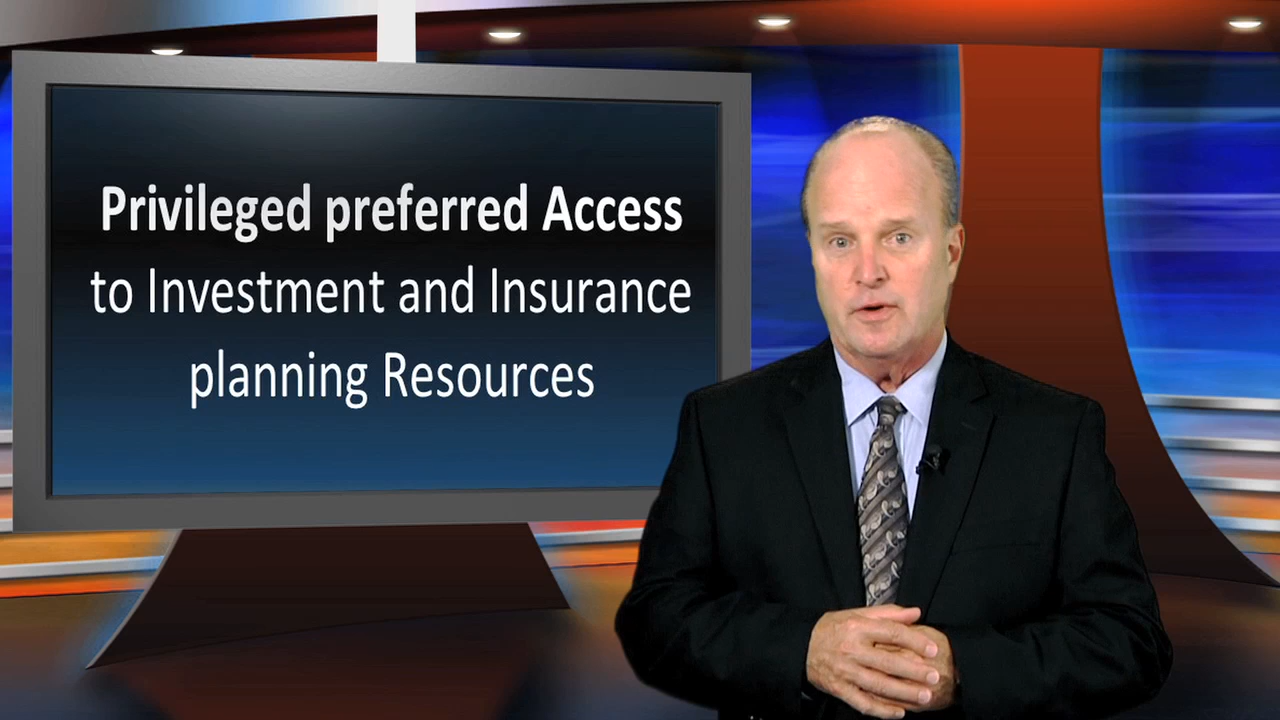 Privileged preferred Access
to Investment and Insurance
planning Resources